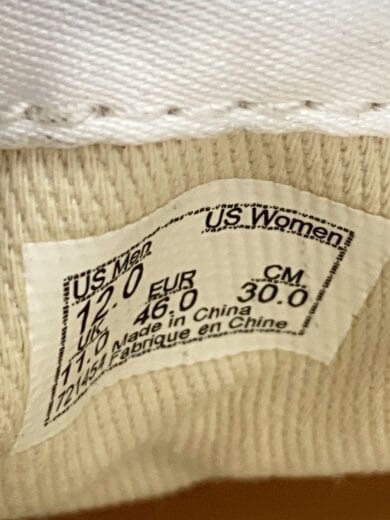 US Men US Women
12.0 EUR CM
UK 46.0 30.0
11.0 Made in China
721454 Fabrique en Chine